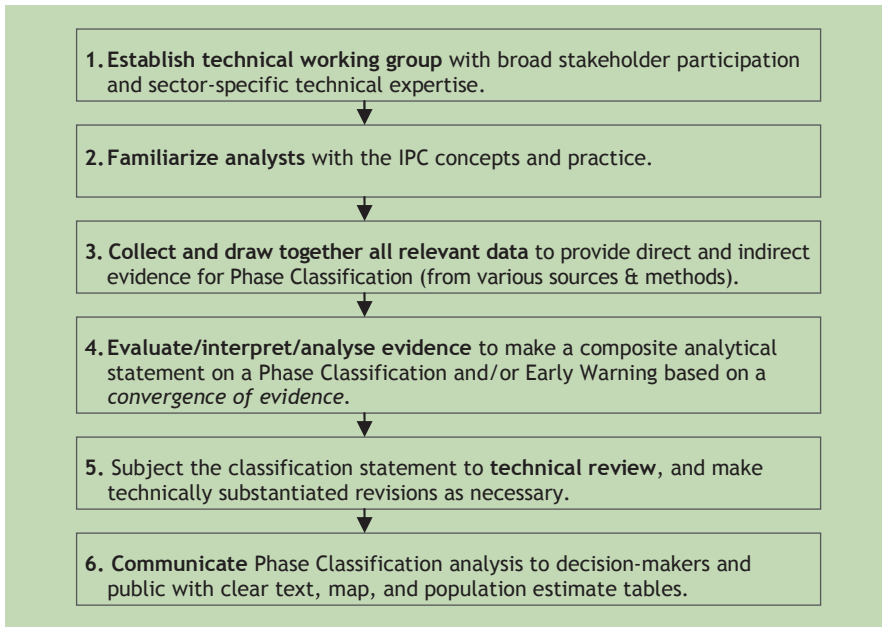 1. Establish technical working group with broad stakeholder participation
and sector-specific technical expertise.
2. Familiarize analysts with the IPC concepts and practice.
3. Collect and draw together all relevant data to provide direct and indirect
evidence for Phase Classification (from various sources & methods).
4. Evaluate/interpret/analyse evidence to make a composite analytical
statement on a Phase Classification and/or Early Warning based on a
convergence of evidence.
5. Subject the classification statement to technical review, and make
technically substantiated revisions as necessary.
6. Communicate Phase Classification analysis to decision-makers and
public with clear text, map, and population estimate tables.